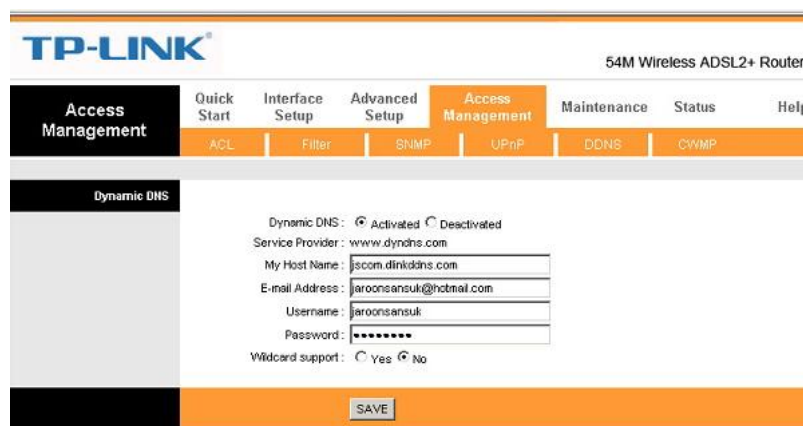 TP-LINK®
54M Wireless ADSL2+ Router
Access Management
Quick Start
Interface Setup
Advanced Setup
Access Management
Maintenance
Status
Help
ACL
Filter
SNMP
UPnP
DDNS
CWMP
Dynamic DNS
Dynamic DNS : Activated Deactivated
Service Provider : www.dyndns.com
My Host Name : jscom.dlinkddns.com
E-mail Address : jaroonsansuk@hotmail.com
Username : jaroonsansuk
Password : ••••••••
Wildcard support : Yes No
SAVE